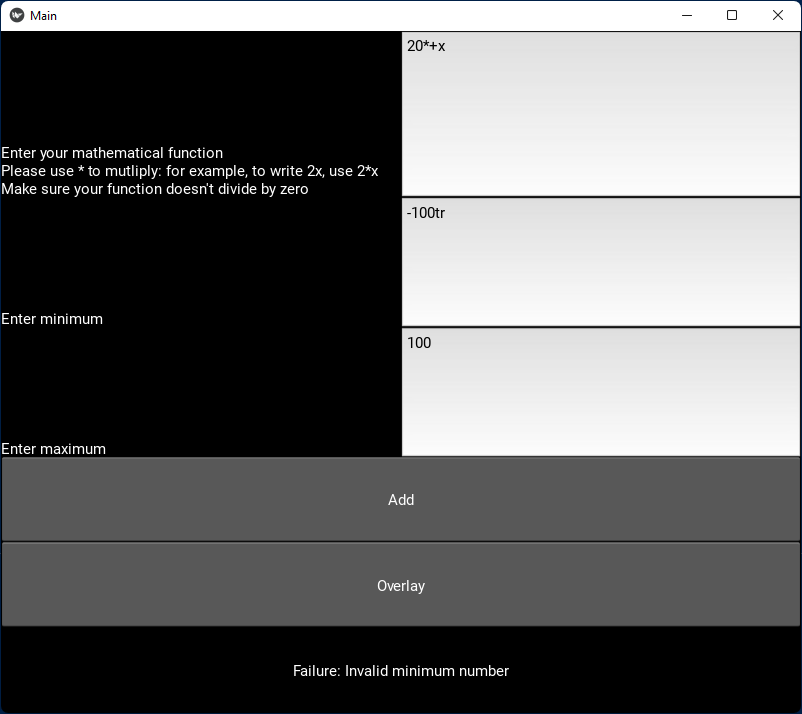 Main
20*+x
Enter your mathematical function
Please use * to mutliply: for example, to write 2x, use 2*x
Make sure your function doesn't divide by zero
-100tr
Enter minimum
100
Enter maximum
Add
Overlay
Failure: Invalid minimum number